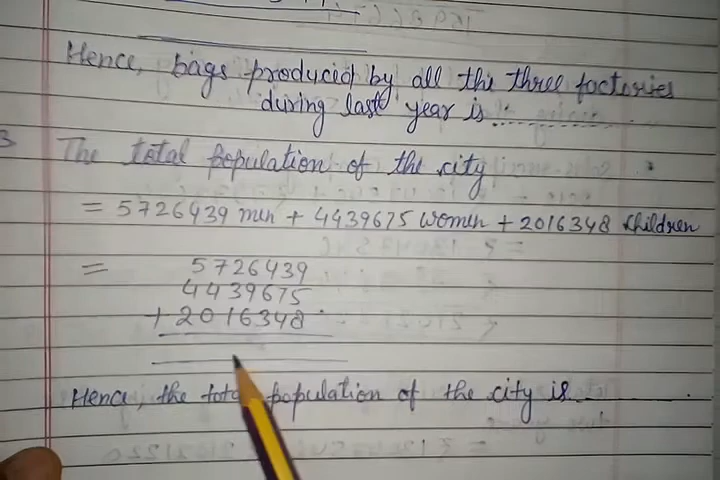 Hence, bags produced by all the three factories
during last year is ...............
3 The total population of the city
= 5726439 men + 4439675 women + 2016348 children
= 5726439
4439675
+ 2016348
Hence, the total population of the city is